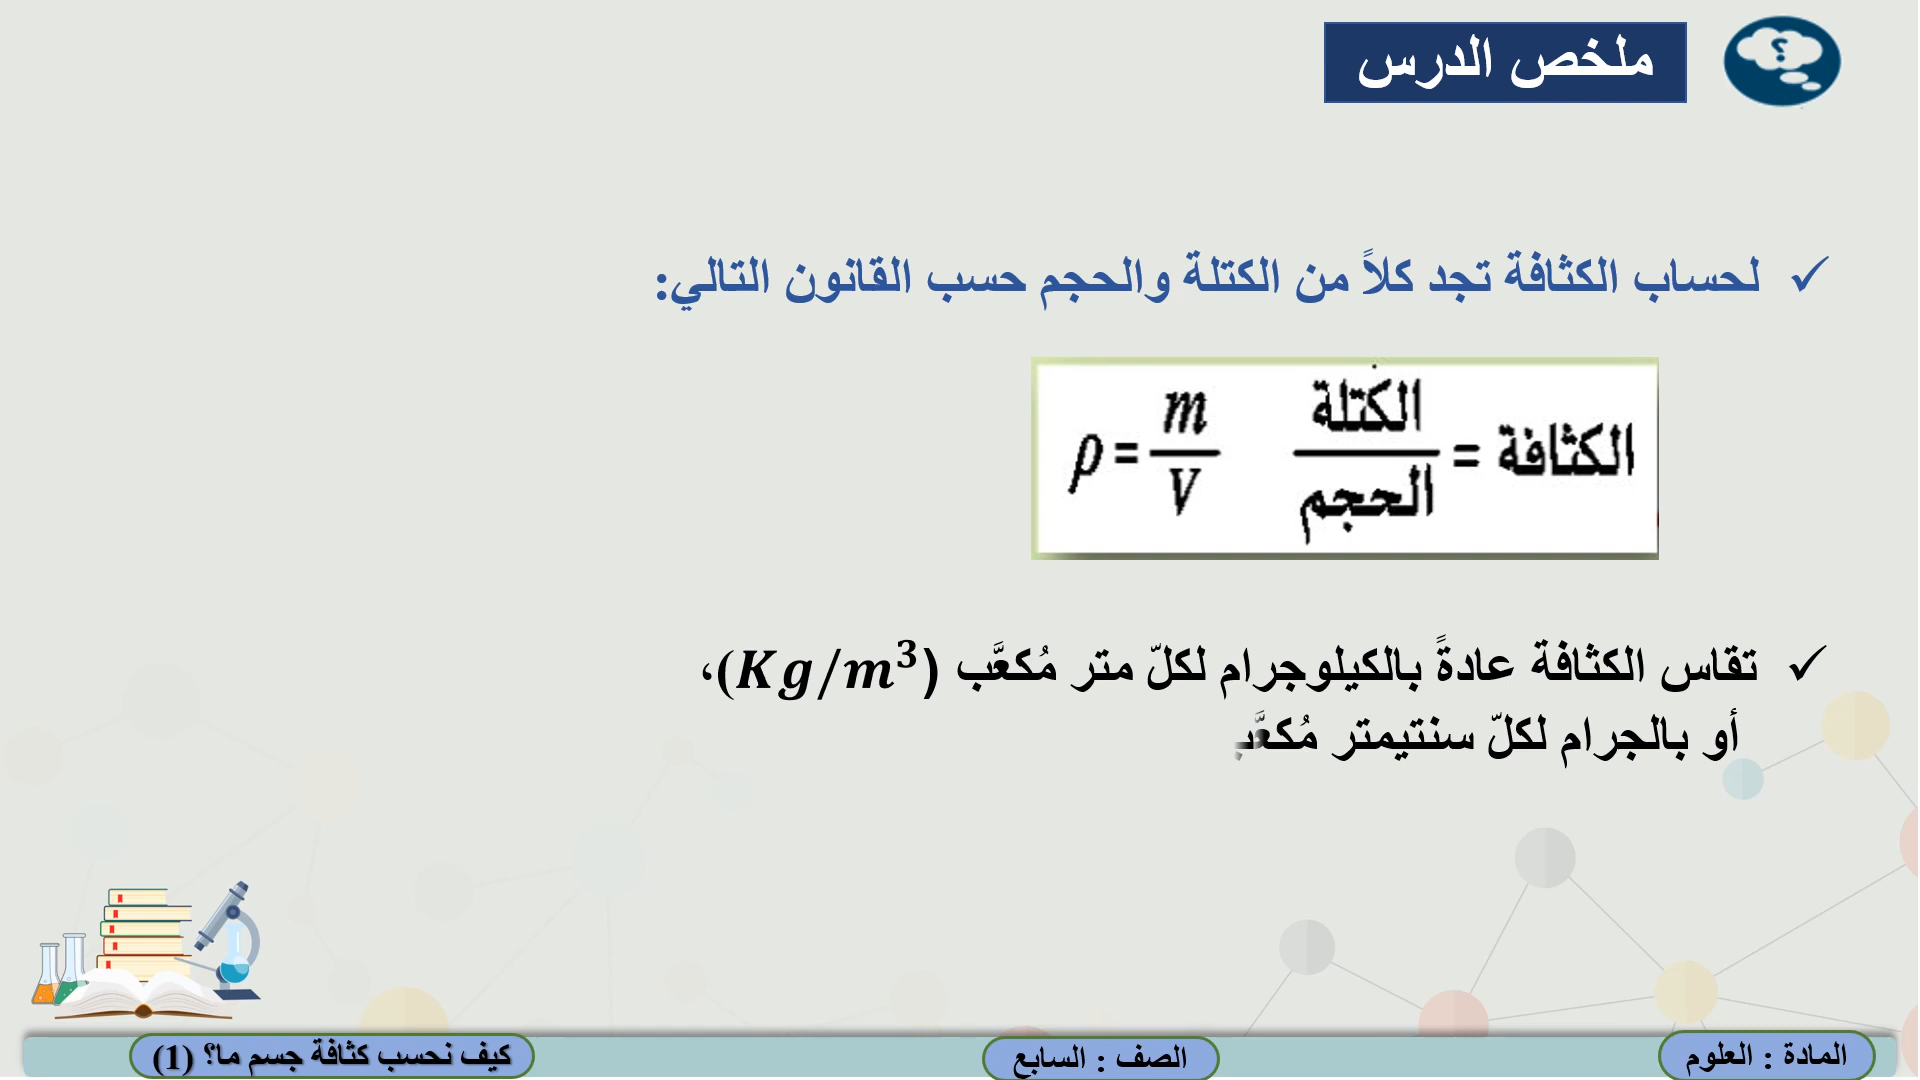 ملخص الدرس
✓ لحساب الكثافة تجد كلاً من الكتلة والحجم حسب القانون التالي:
الكثافة = الكتلة / الحجم  ρ = m / V
✓ تقاس الكثافة عادةً بالكيلوجرام لكلّ متر مُكعَّب (Kg/m³)،
أو بالجرام لكلّ سنتيمتر مُكعَّب
المادة : العلوم
الصف : السابع
كيف نحسب كثافة جسم ما؟ (1)